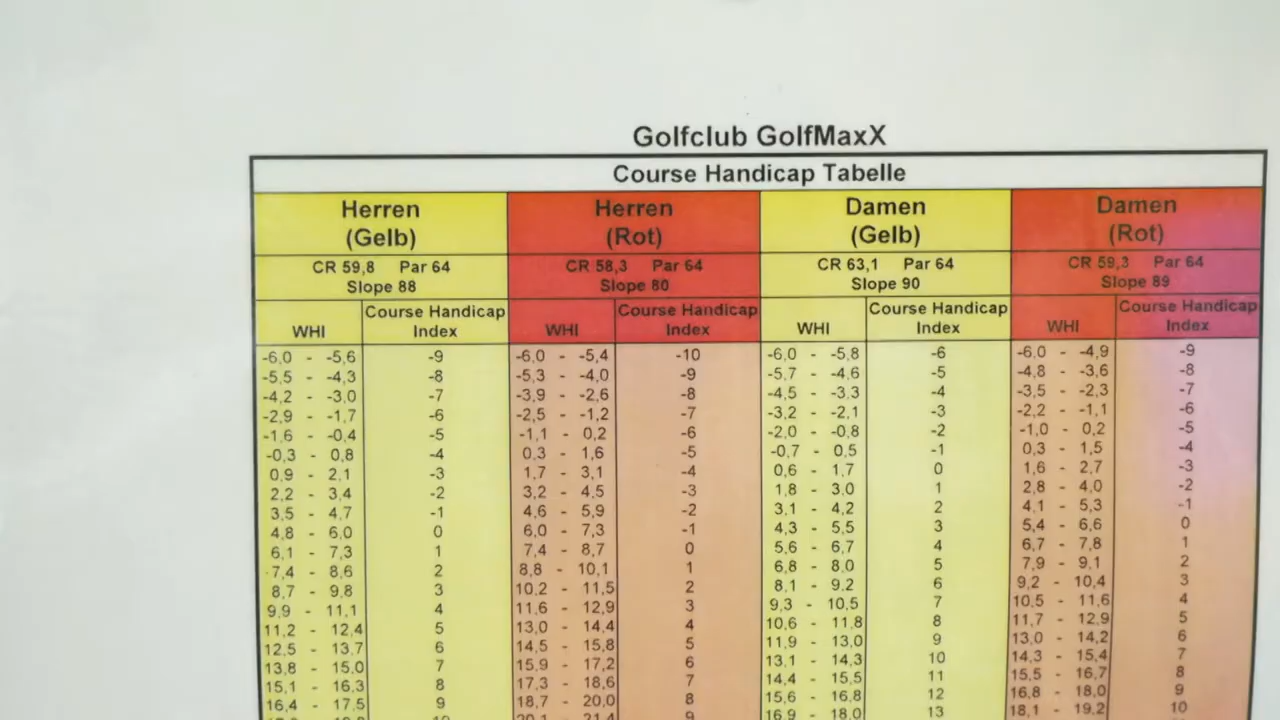 Golfclub GolfMaxX
Course Handicap Tabelle
Herren Herren Damen Damen
(Gelb) (Rot) (Gelb) (Rot)
CR 59,8 Par 64 CR 58,3 Par 64 CR 63,1 Par 64 CR 59,3 Par 64
Slope 88 Slope 80 Slope 90 Slope 89
WHI Course Handicap Index WHI Course Handicap Index WHI Course Handicap Index WHI Course Handicap Index
-6,0 - -5,6 -9 -6,0 - -5,4 -10 -6,0 - -5,8 -6 -6,0 - -4,9 -9
-5,5 - -4,3 -8 -5,3 - -4,0 -9 -5,7 - -4,6 -5 -4,8 - -3,6 -8
-4,2 - -3,0 -7 -3,9 - -2,6 -8 -4,5 - -3,3 -4 -3,5 - -2,3 -7
-2,9 - -1,7 -6 -2,5 - -1,2 -7 -3,2 - -2,1 -3 -2,2 - -1,1 -6
-1,6 - -0,4 -5 -1,1 - 0,2 -6 -2,0 - -0,8 -2 -1,0 - 0,2 -5
-0,3 - 0,8 -4 0,3 - 1,6 -5 -0,7 - 0,5 -1 0,3 - 1,5 -4
0,9 - 2,1 -3 1,7 - 3,1 -4 0,6 - 1,7 0 1,6 - 2,7 -3
2,2 - 3,4 -2 3,2 - 4,5 -3 1,8 - 3,0 1 2,8 - 4,0 -2
3,5 - 4,7 -1 4,6 - 5,9 -2 3,1 - 4,2 2 4,1 - 5,3 -1
4,8 - 6,0 0 6,0 - 7,3 -1 4,3 - 5,5 3 5,4 - 6,6 0
6,1 - 7,3 1 7,4 - 8,7 0 5,6 - 6,7 4 6,7 - 7,8 1
7,4 - 8,6 2 8,8 - 10,1 1 6,8 - 8,0 5 7,9 - 9,1 2
8,7 - 9,8 3 10,2 - 11,5 2 8,1 - 9,2 6 9,2 - 10,4 3
9,9 - 11,1 4 11,6 - 12,9 3 9,3 - 10,5 7 10,5 - 11,6 4
11,2 - 12,4 5 13,0 - 14,4 4 10,6 - 11,8 8 11,7 - 12,9 5
12,5 - 13,7 6 14,5 - 15,8 5 11,9 - 13,0 9 13,0 - 14,2 6
13,8 - 15,0 7 15,9 - 17,2 6 13,1 - 14,3 10 14,3 - 15,4 7
15,1 - 16,3 8 17,3 - 18,6 7 14,4 - 15,5 11 15,5 - 16,7 8
16,4 - 17,5 9 18,7 - 20,0 8 15,6 - 16,8 12 16,8 - 18,0 9
16,9 - 18,0 13 18,1 - 19,2 10